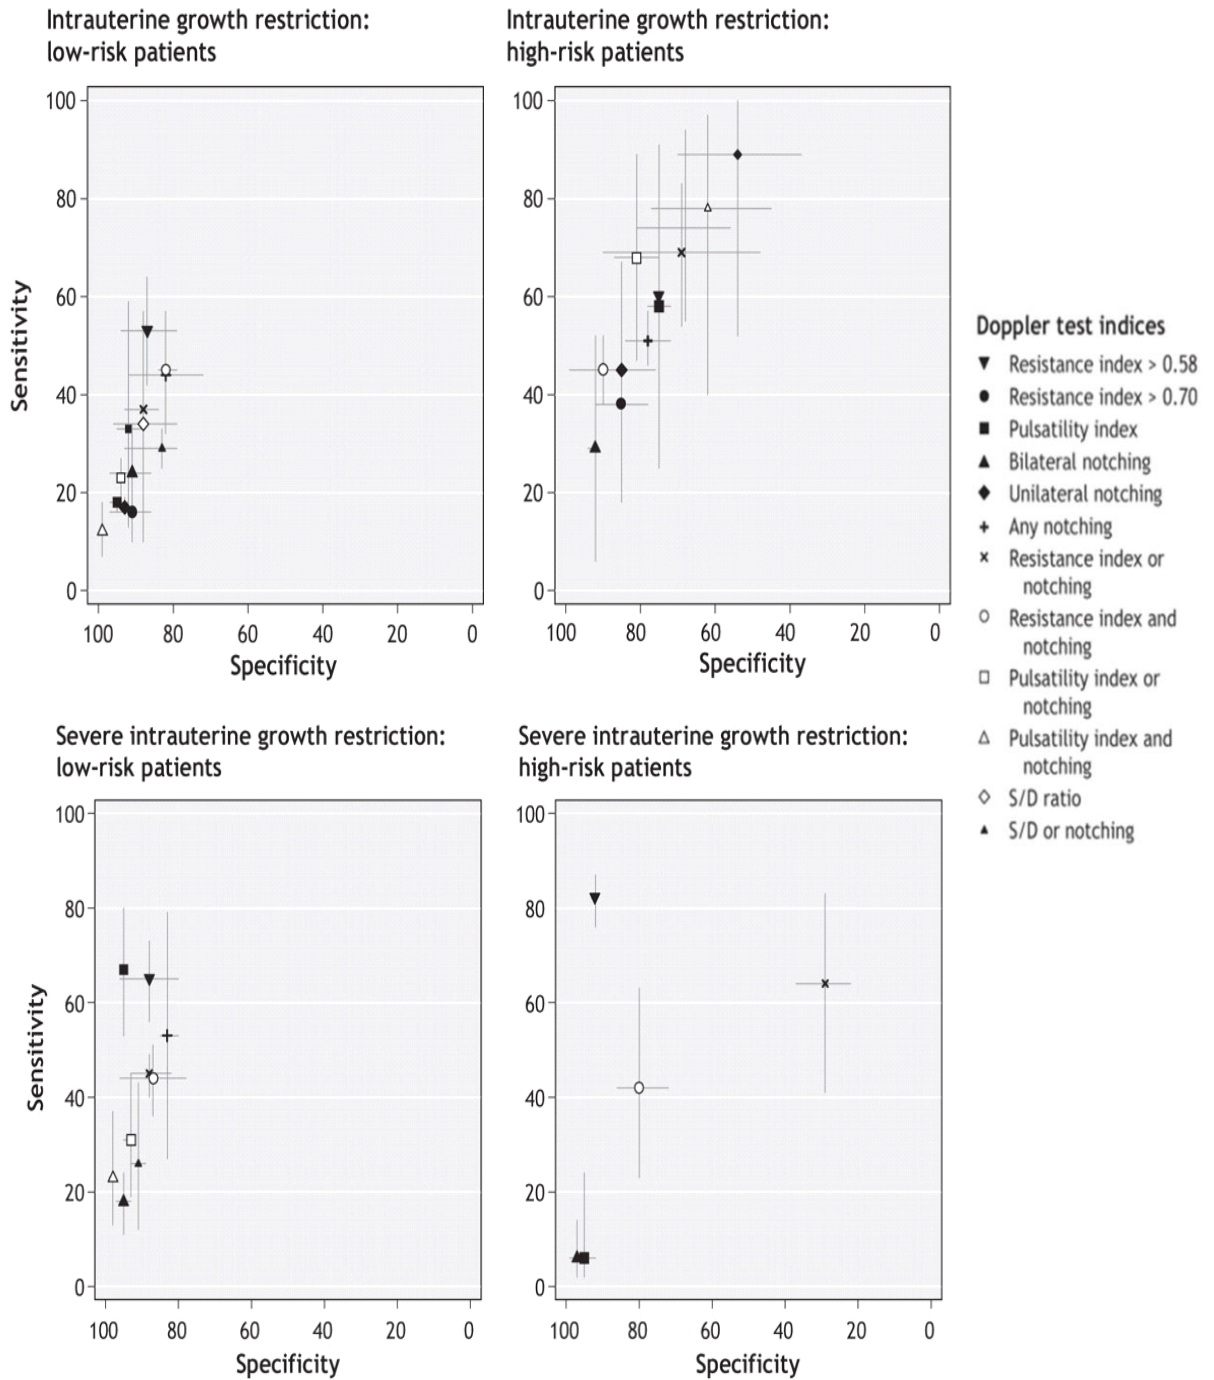 Intrauterine growth restriction:
low-risk patients
Intrauterine growth restriction:
high-risk patients
100
80
60
40
20
0
Sensitivity
100 80 60 40 20 0
Specificity
100
80
60
40
20
0
100 80 60 40 20 0
Specificity
Doppler test indices
Resistance index > 0.58
Resistance index > 0.70
Pulsatility index
Bilateral notching
Unilateral notching
Any notching
Resistance index or
notching
Resistance index and
notching
Pulsatility index or
notching
Pulsatility index and
notching
S/D ratio
S/D or notching
Severe intrauterine growth restriction:
low-risk patients
Severe intrauterine growth restriction:
high-risk patients
100
80
60
40
20
0
Sensitivity
100 80 60 40 20 0
Specificity
100
80
60
40
20
0
100 80 60 40 20 0
Specificity